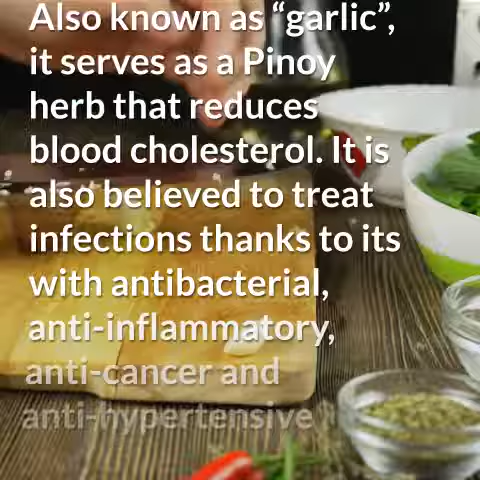 Also known as “garlic”,
it serves as a Pinoy
herb that reduces
blood cholesterol. It is
also believed to treat
infections thanks to its
with antibacterial,
anti-inflammatory,
anti-cancer and
anti-hypertensive